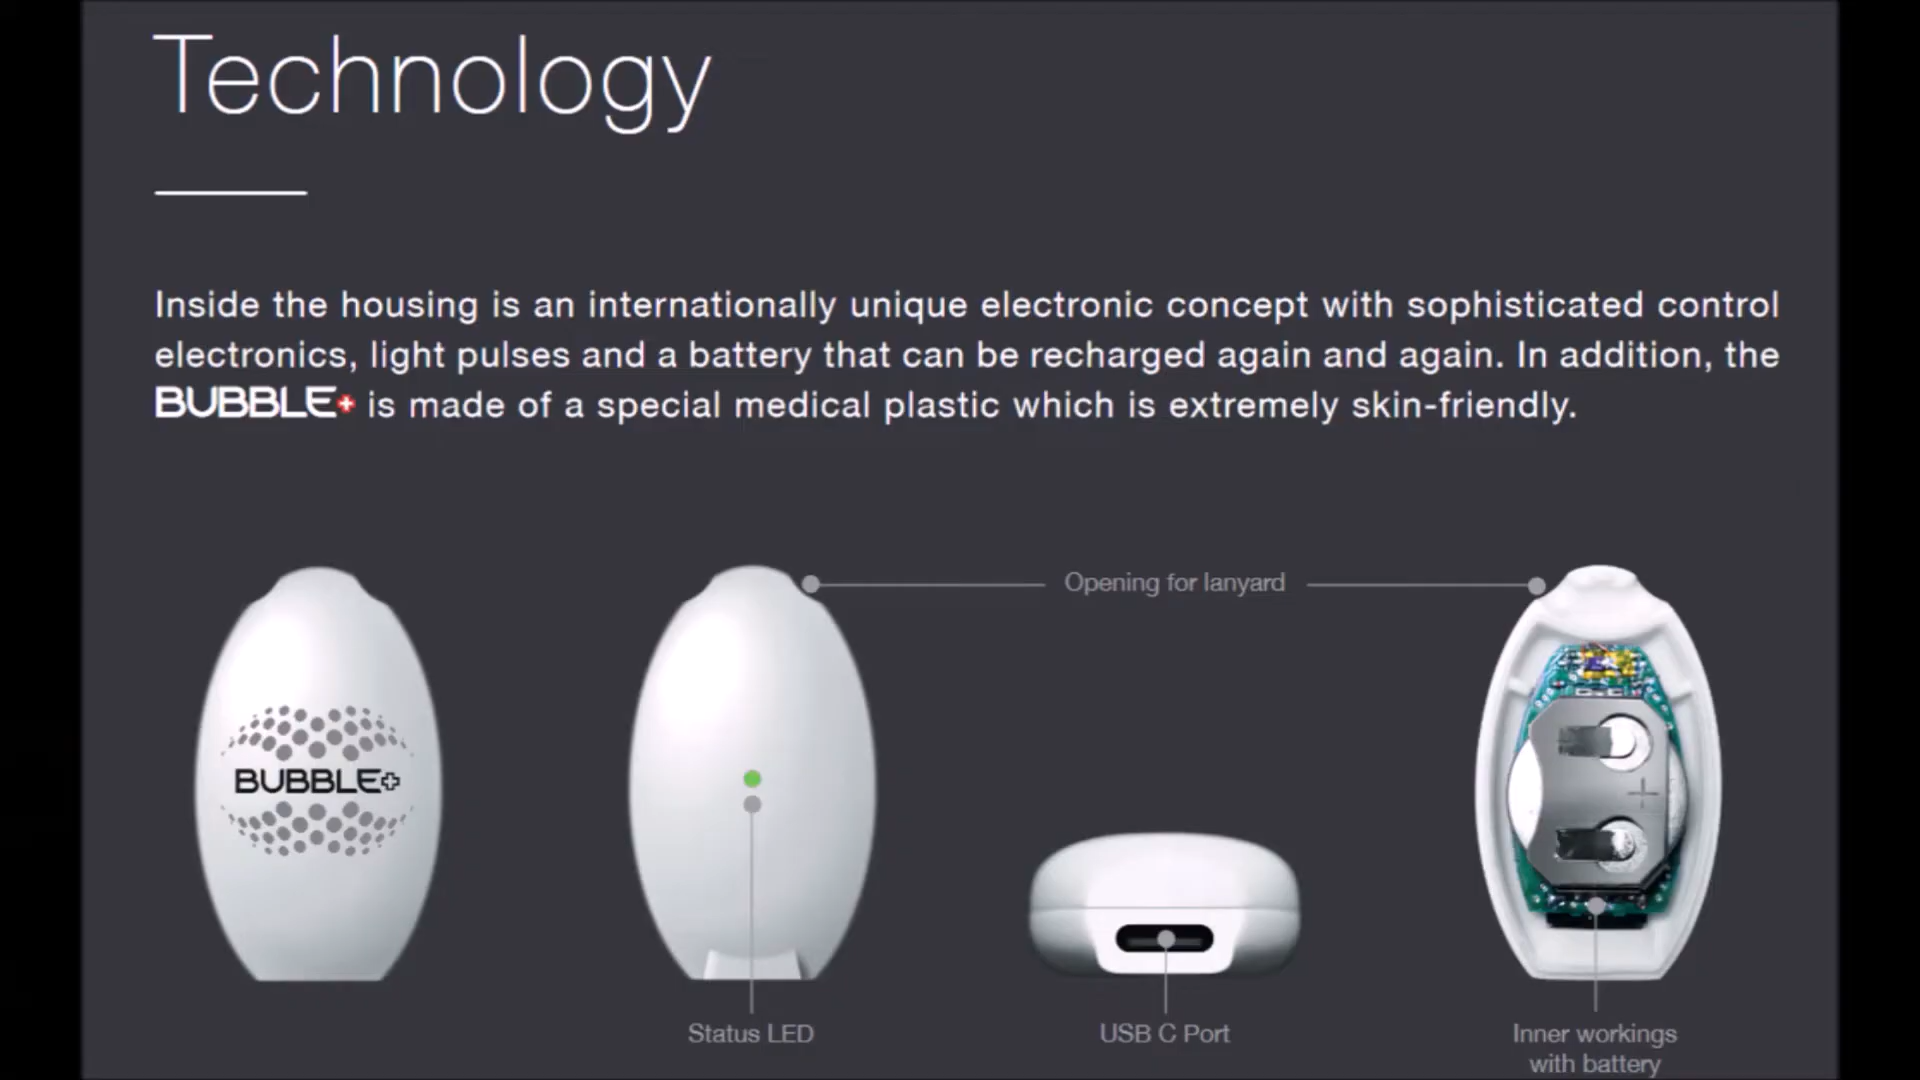 Technology
Inside the housing is an internationally unique electronic concept with sophisticated control
electronics, light pulses and a battery that can be recharged again and again. In addition, the
BUBBLE+ is made of a special medical plastic which is extremely skin-friendly.
Opening for lanyard
BUBBLE+
Status LED
USB C Port
Inner workings
with battery